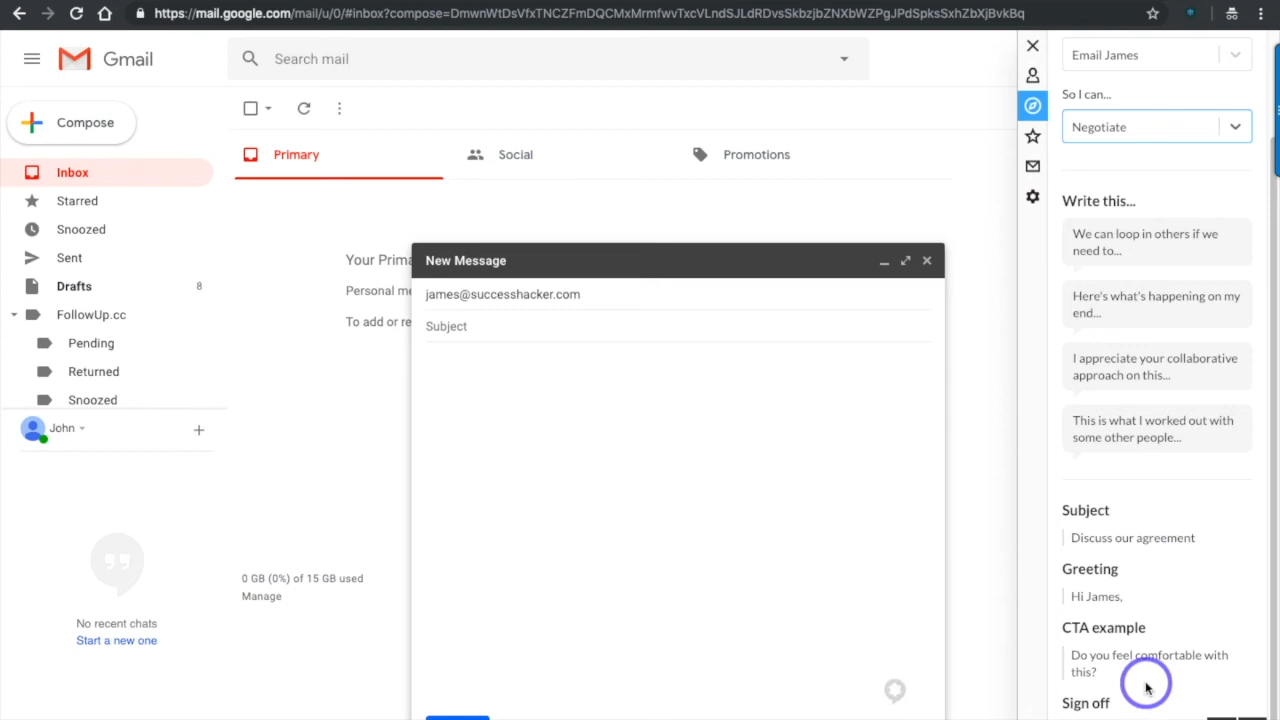 https://mail.google.com/mail/u/0/#inbox?compose=DmwnWtDsVfxTNCZFmDQCMxMrmfwvTxcVLndSJLdRDvsSkbzjbZNXbWZPgJPdSpksSxhZbXjBvkBq
Gmail
Search mail
Compose
Inbox
Starred
Snoozed
Sent
Drafts 8
FollowUp.cc
Pending
Returned
Snoozed
John
No recent chats
Start a new one
Primary
Social
Promotions
Your Prima
Personal me
To add or re
0 GB (0%) of 15 GB used
Manage
New Message
james@successhacker.com
Subject
Email James
So I can...
Negotiate
Write this...
We can loop in others if we
need to...
Here's what's happening on my
end...
I appreciate your collaborative
approach on this...
This is what I worked out with
some other people...
Subject
Discuss our agreement
Greeting
Hi James,
CTA example
Do you feel comfortable with
this?
Sign off